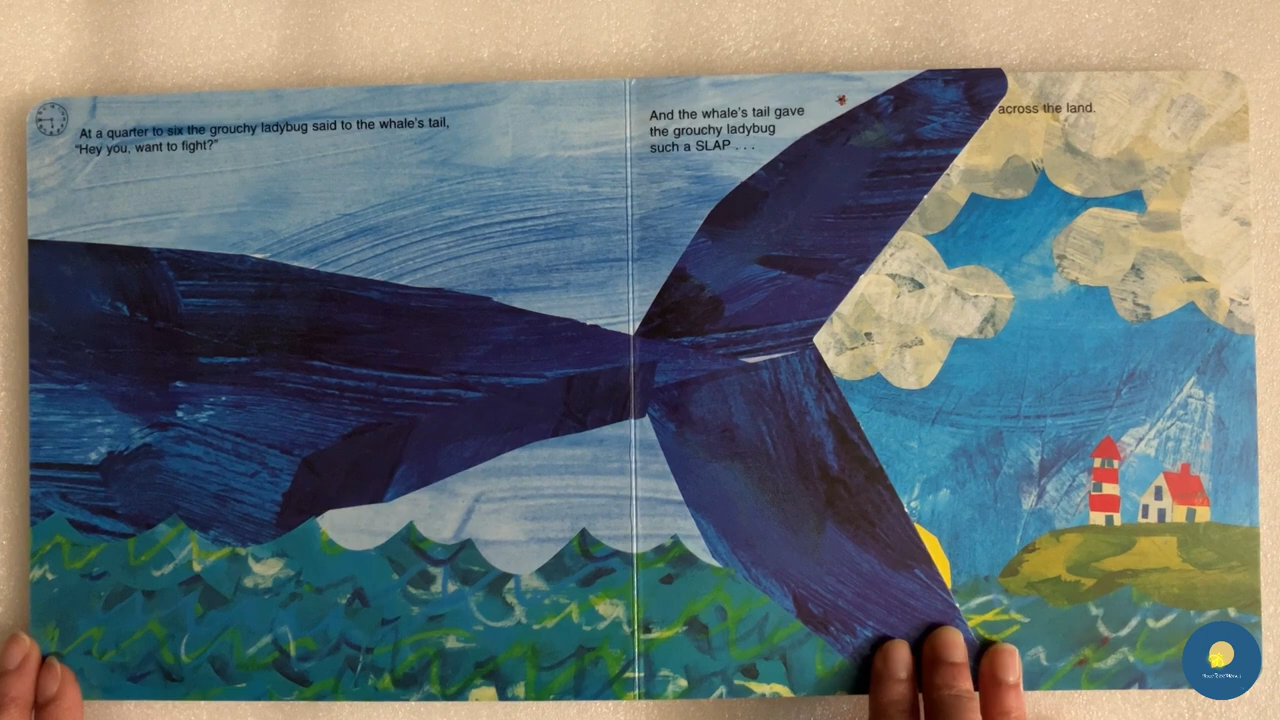 At a quarter to six the grouchy ladybug said to the whale's tail,
“Hey you, want to fight?”
And the whale's tail gave
the grouchy ladybug
such a SLAP . . .
across the land.